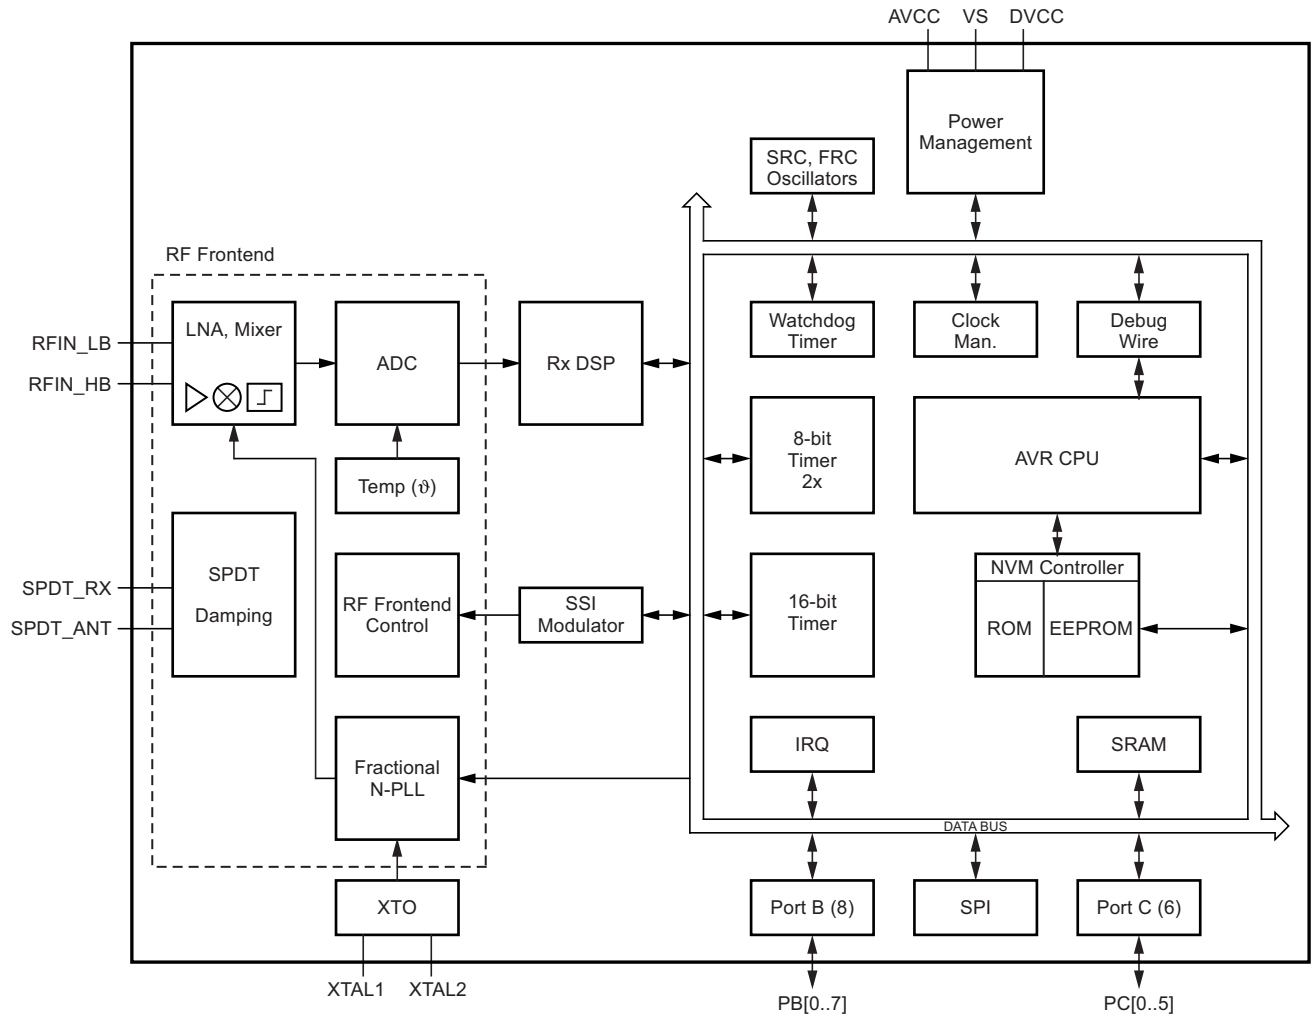 AVCC VS DVCC
Power
Management
SRC, FRC
Oscillators
RF Frontend
RFIN_LB
RFIN_HB
LNA, Mixer
ADC
Rx DSP
Watchdog
Timer
Clock
Man.
Debug
Wire
8-bit
Timer
2x
AVR CPU
Temp (ϑ)
SPDT_RX
SPDT_ANT
SPDT
Damping
RF Frontend
Control
SSI
Modulator
16-bit
Timer
NVM Controller
ROM
EEPROM
Fractional
N-PLL
IRQ
SRAM
DATA BUS
XTO
Port B (8)
SPI
Port C (6)
XTAL1
XTAL2
PB[0..7]
PC[0..5]